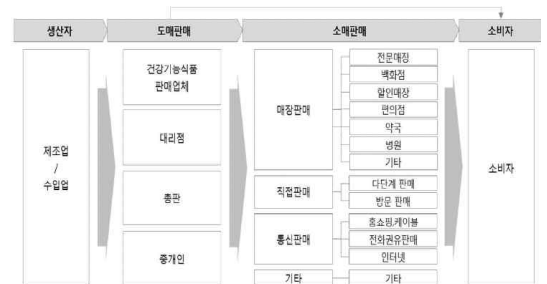 생산자
도매판매
소매판매
소비자
제조업
/
수입업
건강기능식품
판매업체
대리점
총판
중개인
매장판매
전문매장
백화점
할인매장
편의점
약국
병원
기타
직접판매
다단계 판매
방문 판매
통신판매
홈쇼핑,케이블
전화권유판매
인터넷
기타
기타
소비자